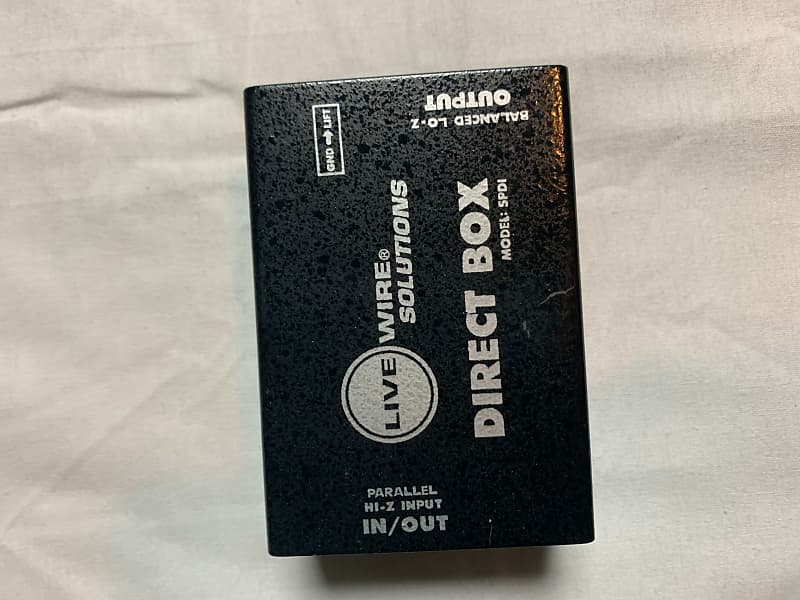 GND → LIFT
BALANCED LO-Z
OUTPUT
LIVE WIRE®
SOLUTIONS
DIRECT BOX
MODEL: SPDI
PARALLEL
HI-Z INPUT
IN/OUT